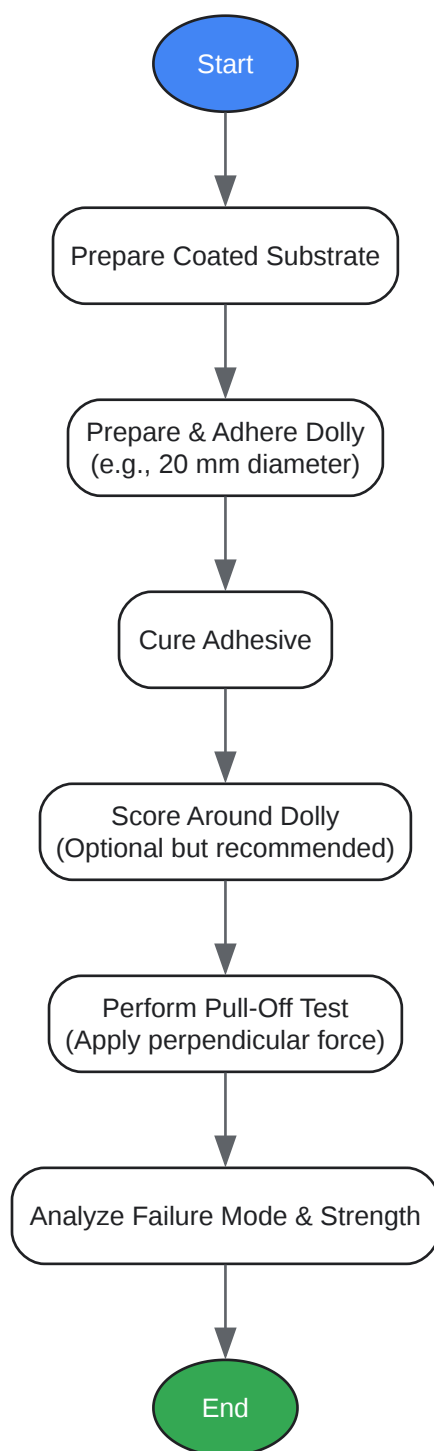 Start
Prepare Coated Substrate
Prepare & Adhere Dolly
(e.g., 20 mm diameter)
Cure Adhesive
Score Around Dolly
(Optional but recommended)
Perform Pull-Off Test
(Apply perpendicular force)
Analyze Failure Mode & Strength
End